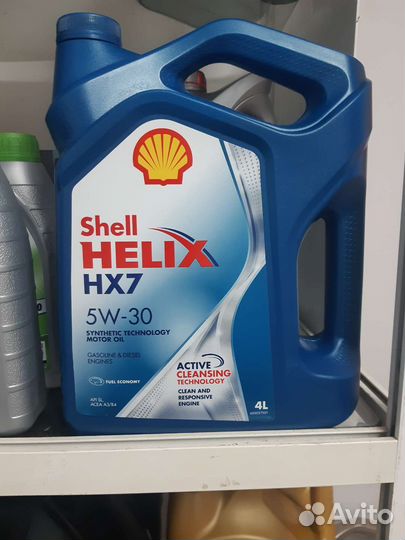 Shell
HELIX
HX7
5W-30
SYNTHETIC TECHNOLOGY
MOTOR OIL
GASOLINE & DIESEL
ENGINES
FUEL ECONOMY
API SL
ACEA A3/B4
ACTIVE
CLEANSING
TECHNOLOGY
CLEAN AND
RESPONSIVE
ENGINE
4L
Avito